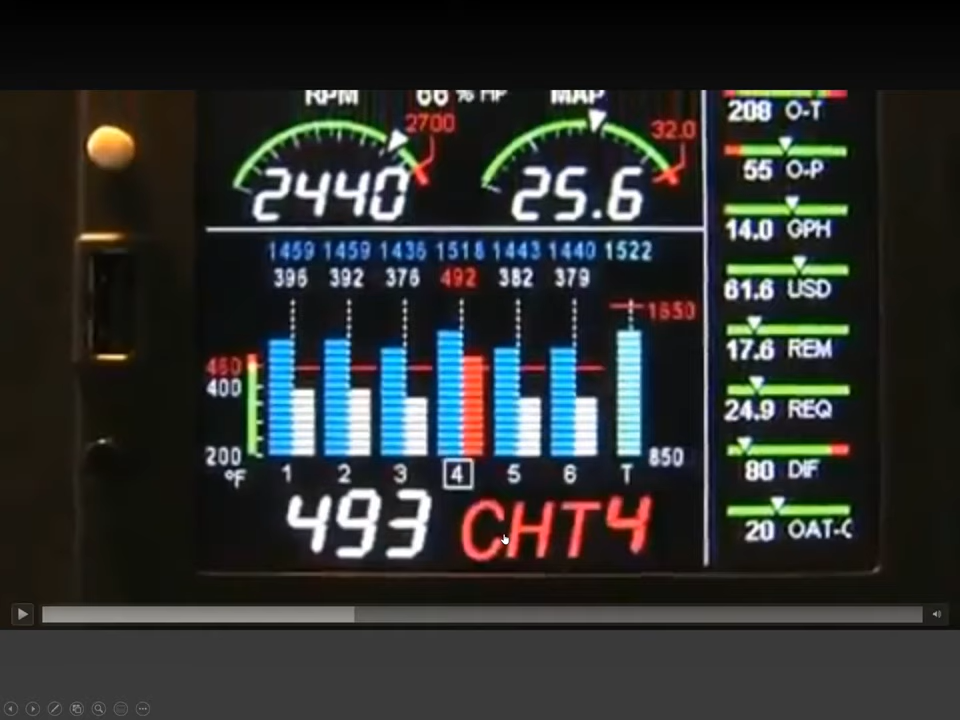 RPM 66 % HP MAP
2700 32.0
2440 25.6
1459 1459 1436 1518 1443 1440 1522
396 392 376 492 382 379
1650
460
400
200 850
°F 1 2 3 4 5 6 T
493 CHT4
208 O-T
55 O-P
14.0 GPH
61.6 USD
17.6 REM
24.9 REQ
80 DIF
20 OAT-C